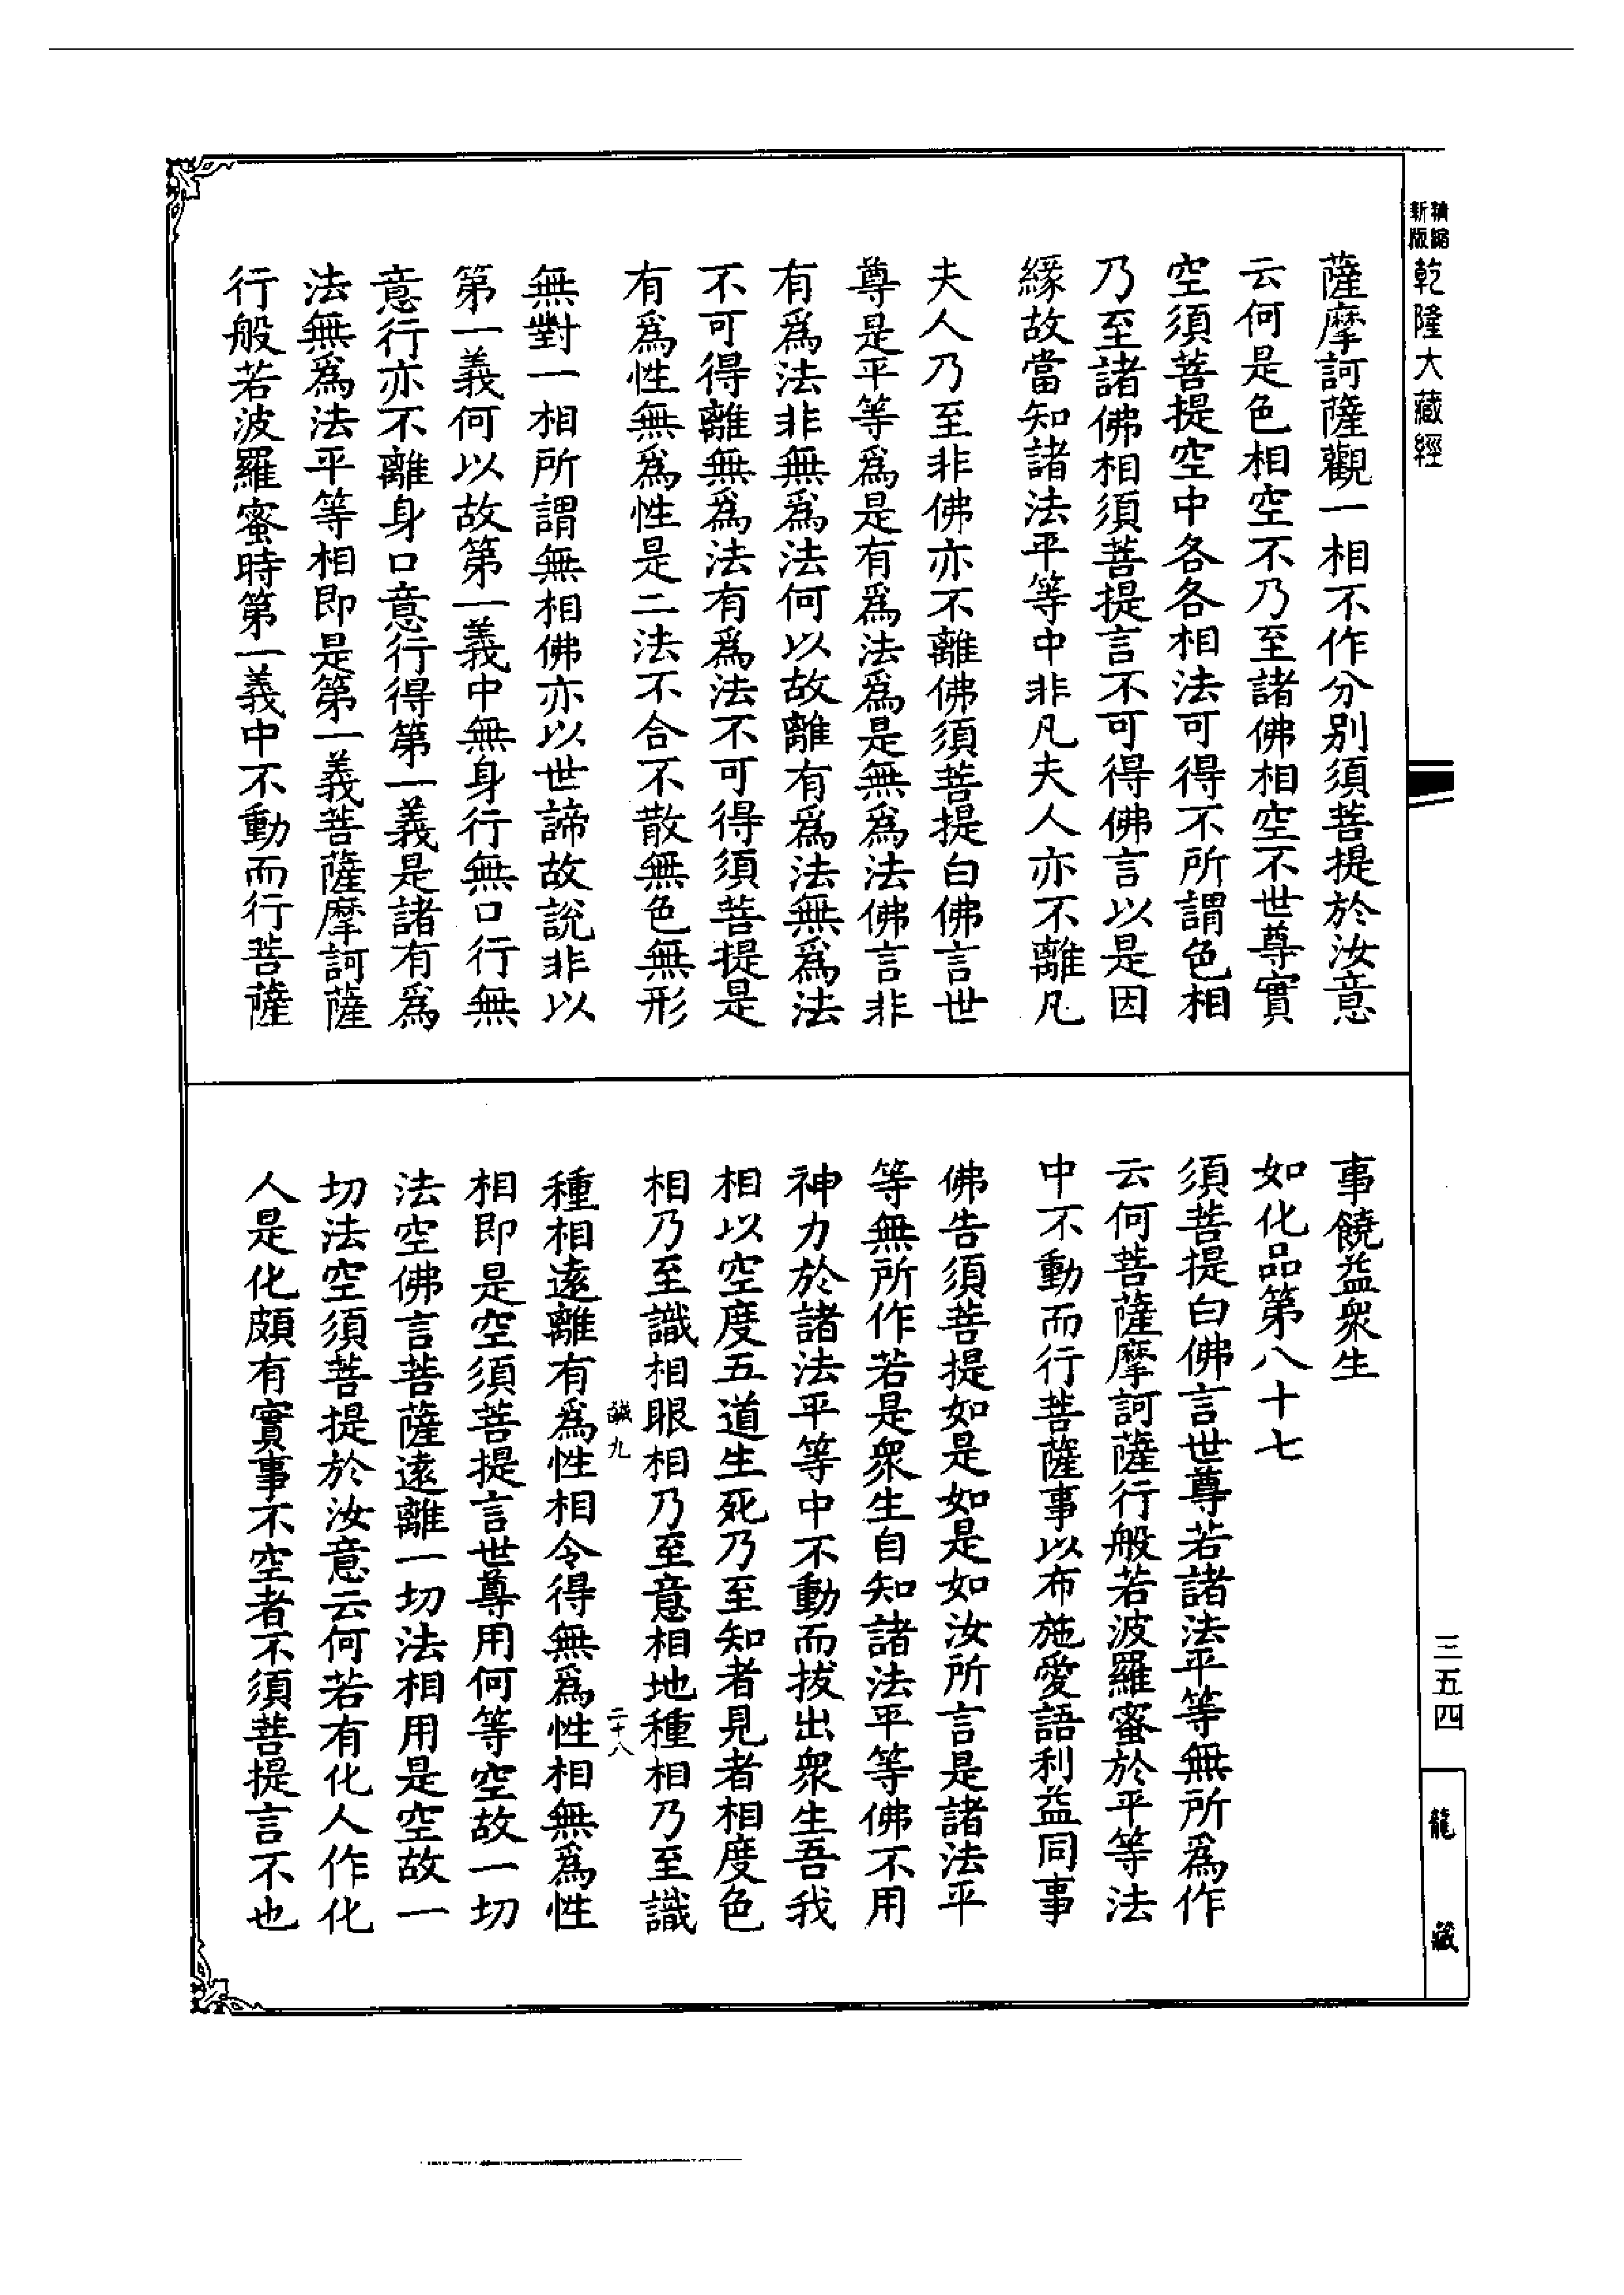 精縮新版乾隆大藏經
薩摩訶薩觀一相不作分別須菩提於汝意
云何是色相空不乃至諸佛相空不世尊實
空須菩提空中各各相法可得不所謂色相
乃至諸佛相須菩提言不可得佛言以是因
緣故當知諸法平等中非凡夫人亦不離凡
夫人乃至非佛亦不離佛須菩提白佛言世
尊是平等爲是有爲法爲是無爲法佛言非
有爲法非無爲法何以故離有爲法無爲法
不可得離無爲法有爲法不可得須菩提是
有爲性無爲性是二法不合不散無色無形
無對一相所謂無相佛亦以世諦故說非以
第一義何以故第一義中無身行無口行無
意行亦不離身口意行得第一義是諸有爲
法無爲法平等相即是第一義菩薩摩訶薩
行般若波羅蜜時第一義中不動而行菩薩
事饒益衆生
如化品第八十七
須菩提白佛言世尊若諸法平等無所爲作
云何菩薩摩訶薩行般若波羅蜜於平等法
中不動而行菩薩事以布施愛語利益同事
佛告須菩提如是如是如汝所言是諸法平
等無所作若是衆生自知諸法平等佛不用
神力於諸法平等中不動而拔出衆生吾我
相以空度五道生死乃至知者見者相度色
相乃至識相眼相乃至意相地種相乃至識
鹹九
二十八
種相遠離有爲性相令得無爲性相無爲性
相即是空須菩提言世尊用何等空故一切
法空佛言菩薩遠離一切法相用是空故一
切法空須菩提於汝意云何若有化人作化
人是化頗有實事不空者不須菩提言不也
三五四
龍藏